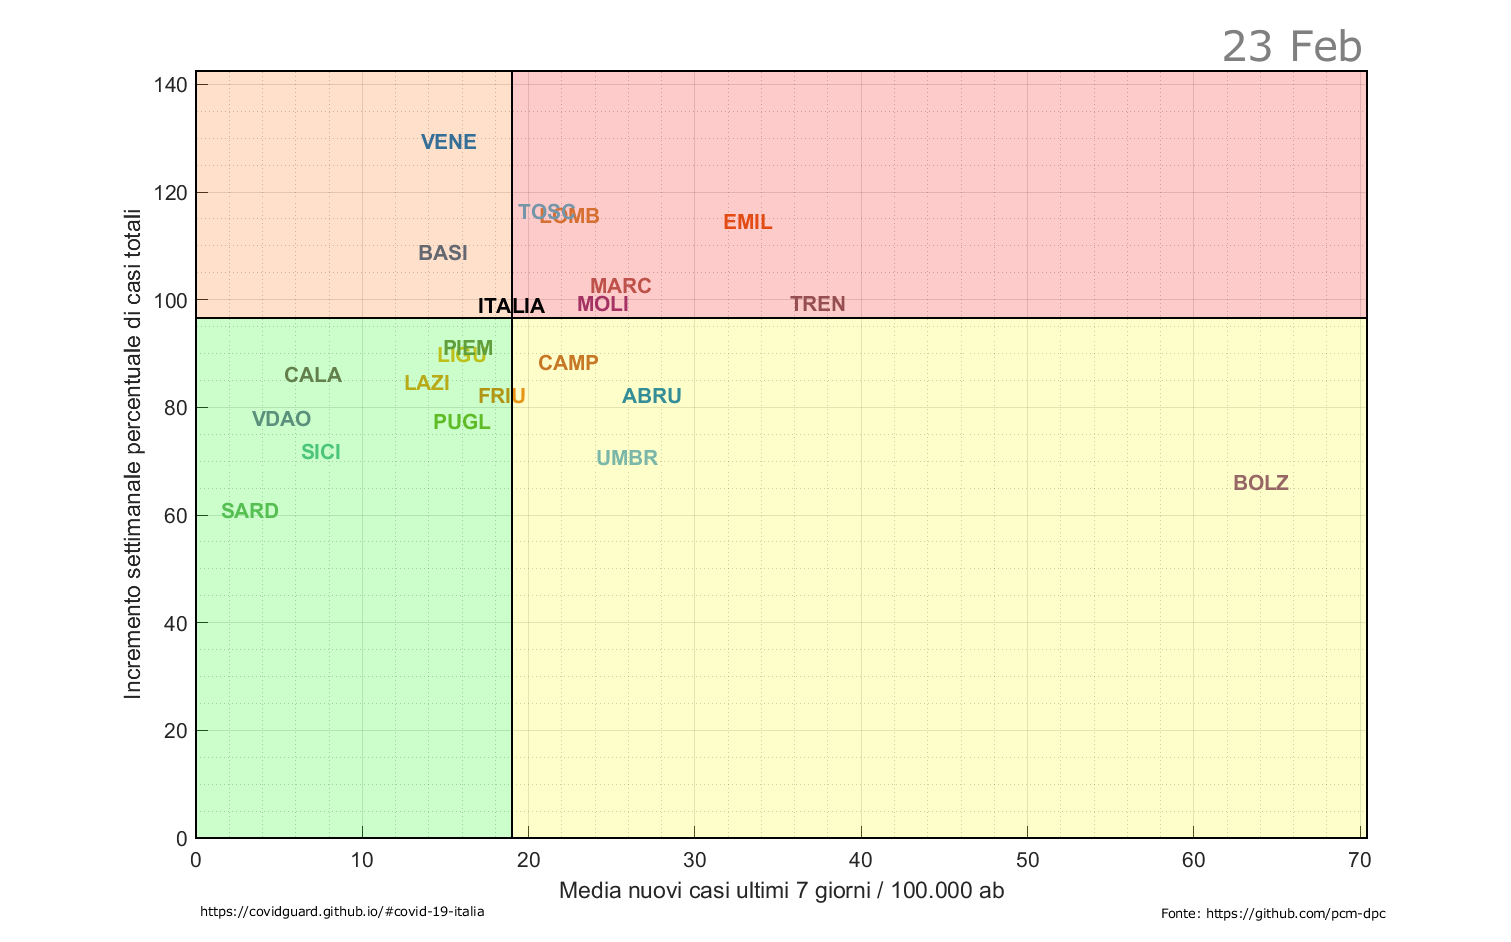 23 Feb
140
120
100
80
60
40
20
0
Incremento settimanale percentuale di casi totali
VENE
TOSC
LOMB
EMIL
BASI
MARC
ITALIA
MOLI
TREN
PIEM
LIGU
CAMP
CALA
LAZI
FRIU
ABRU
VDAO
PUGL
SICI
UMBR
BOLZ
SARD
0 10 20 30 40 50 60 70
Media nuovi casi ultimi 7 giorni / 100.000 ab
https://covidguard.github.io/#covid-19-italia
Fonte: https://github.com/pcm-dpc